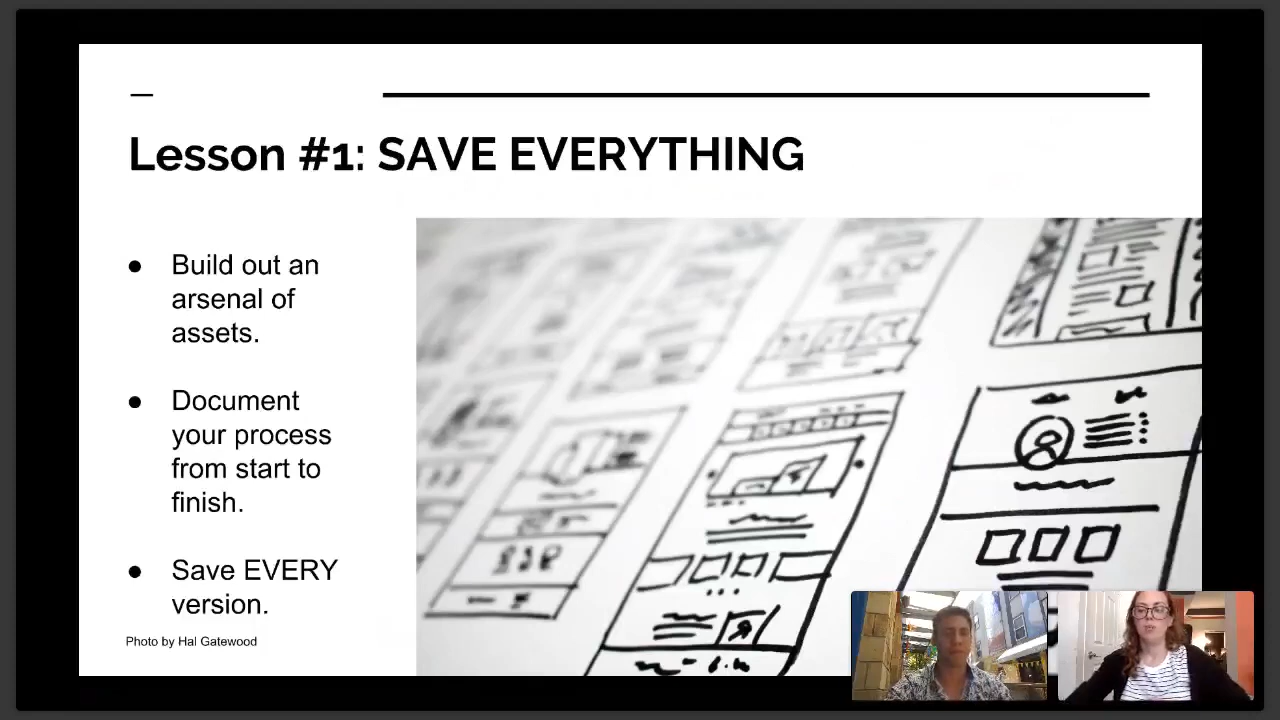 Lesson #1: SAVE EVERYTHING
● Build out an
arsenal of
assets.
● Document
your process
from start to
finish.
● Save EVERY
version.
Photo by Hal Gatewood